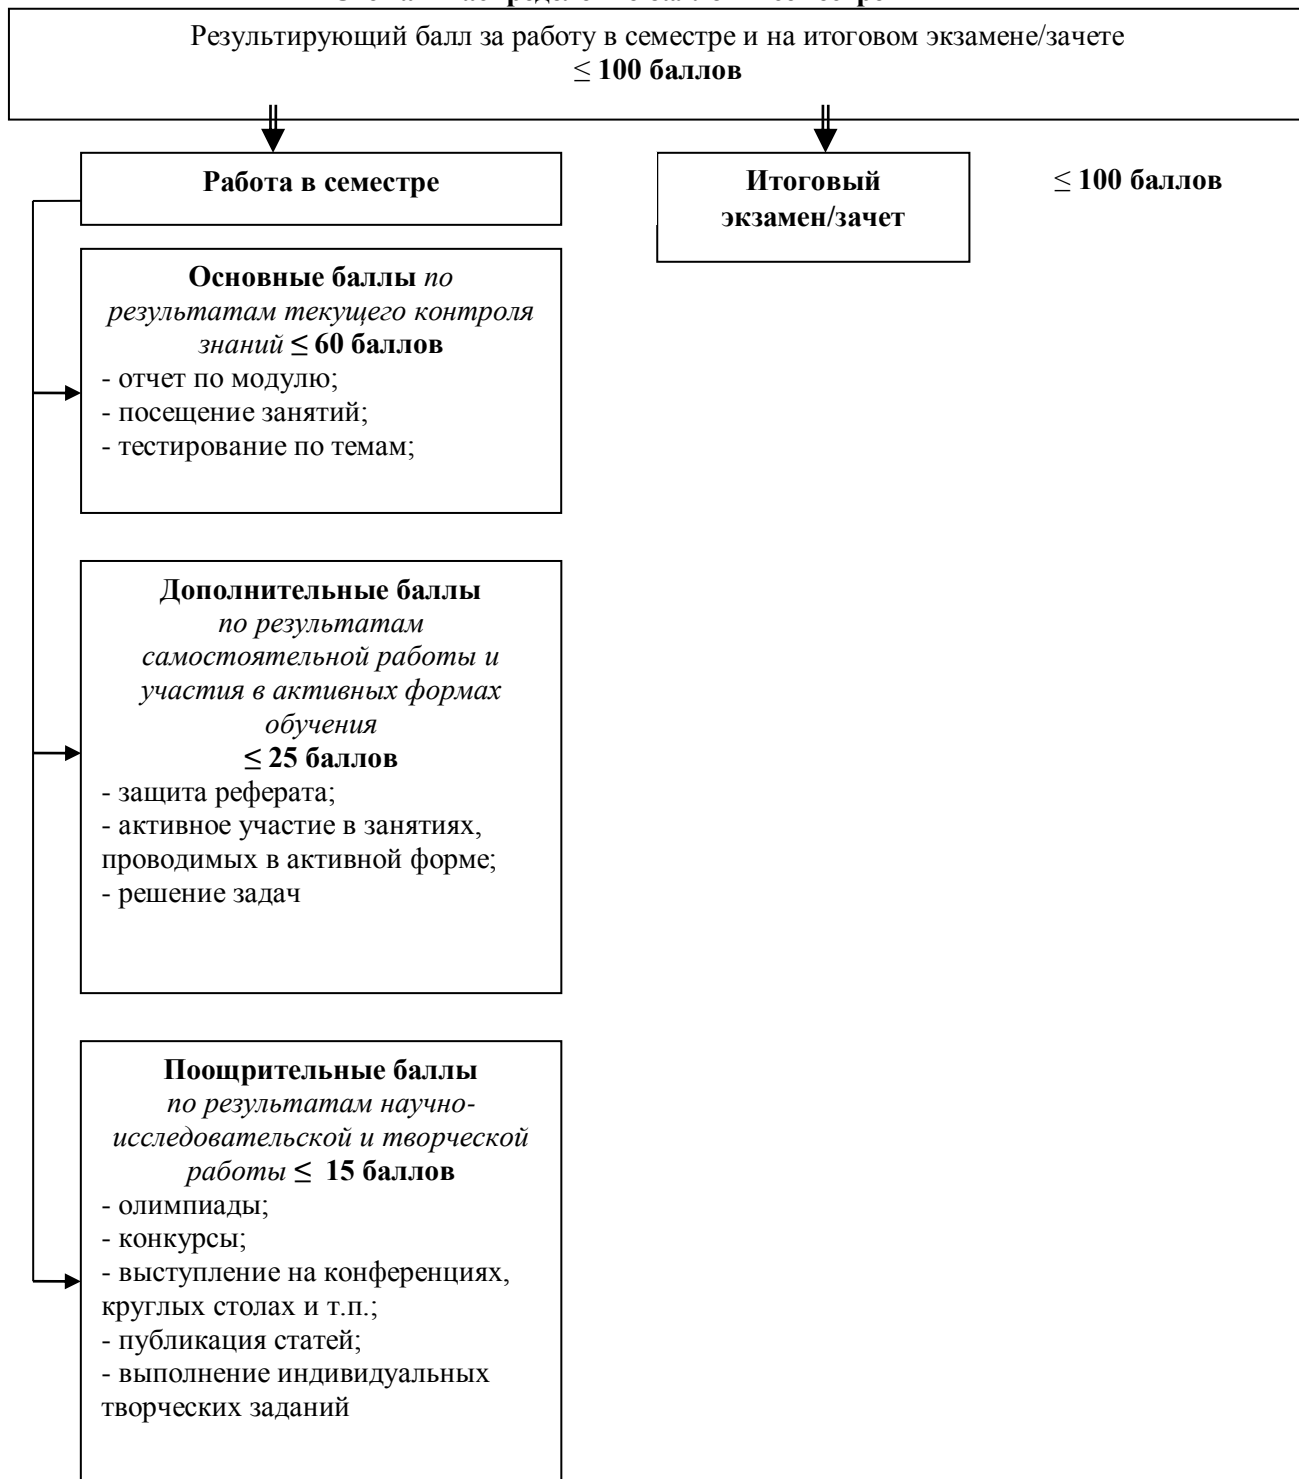 Результирующий балл за работу в семестре и на итоговом экзамене/зачете
≤ 100 баллов
Работа в семестре
Итоговый
экзамен/зачет
≤ 100 баллов
Основные баллы по
результатам текущего контроля
знаний ≤ 60 баллов
- отчет по модулю;
- посещение занятий;
- тестирование по темам;
Дополнительные баллы
по результатам
самостоятельной работы и
участия в активных формах
обучения
≤ 25 баллов
- защита реферата;
- активное участие в занятиях,
проводимых в активной форме;
- решение задач
Поощрительные баллы
по результатам научно-
исследовательской и творческой
работы ≤ 15 баллов
- олимпиады;
- конкурсы;
- выступление на конференциях,
круглых столах и т.п.;
- публикация статей;
- выполнение индивидуальных
творческих заданий